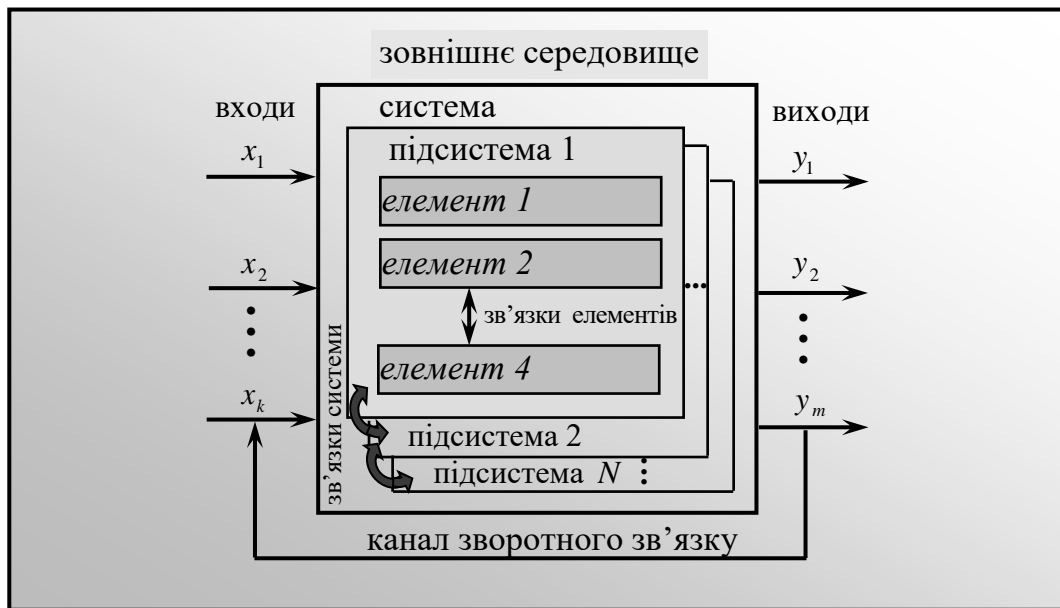 зовнішнє середовище
входи
система
виходи
підсистема 1
x1
y1
елемент 1
x2
елемент 2
y2
...
зв'язки елементів
зв'язки системи
елемент 4
xk
ym
підсистема 2
підсистема N
канал зворотного зв’язку